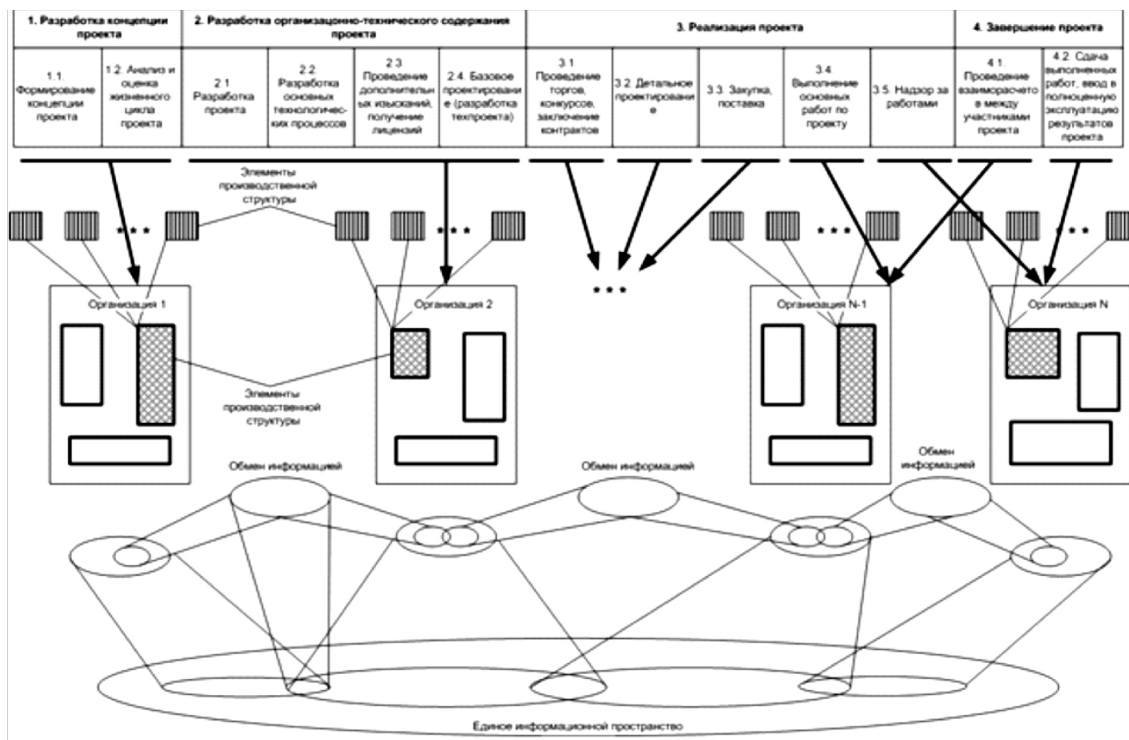 1. Разработка концепции
проекта
2. Разработка организацонно-технического содержания
проекта
3. Реализация проекта
4. Завершение проекта
1.1.
Формирование
концепции
проекта
1.2. Анализ и
оценка
жизненного
цикла
проекта
2.1
Разработка
проекта
2.2.
Разработка
основных
технологичес-
ких процессов
2.3
Проведение
дополнительн
ых изысканий,
получение
лицензий
2.4. Базовое
проектировани
е (разработка
техпроекта)
3.1
Проведение
торгов,
конкурсов,
заключение
контрактов
3.2. Детальное
проектировани
е
3.3. Закупка,
поставка
3.4.
Выполнение
основных
работ по
проекту
3.5. Надзор за
работами
4.1.
Проведение
взаиморасчето
в между
участниками
проекта
4.2. Сдача
выполненных
работ, ввод в
полноценную
эксплуатацию
результатов
проекта
Элементы
производственной
структуры
* * *
* * *
* * *
* * *
* * *
Организация 1
Организация 2
Организация N-1
Организация N
Элементы
производственной
структуры
Обмен информацией
Обмен информацией
Обмен
информацией
Единое информационной пространство